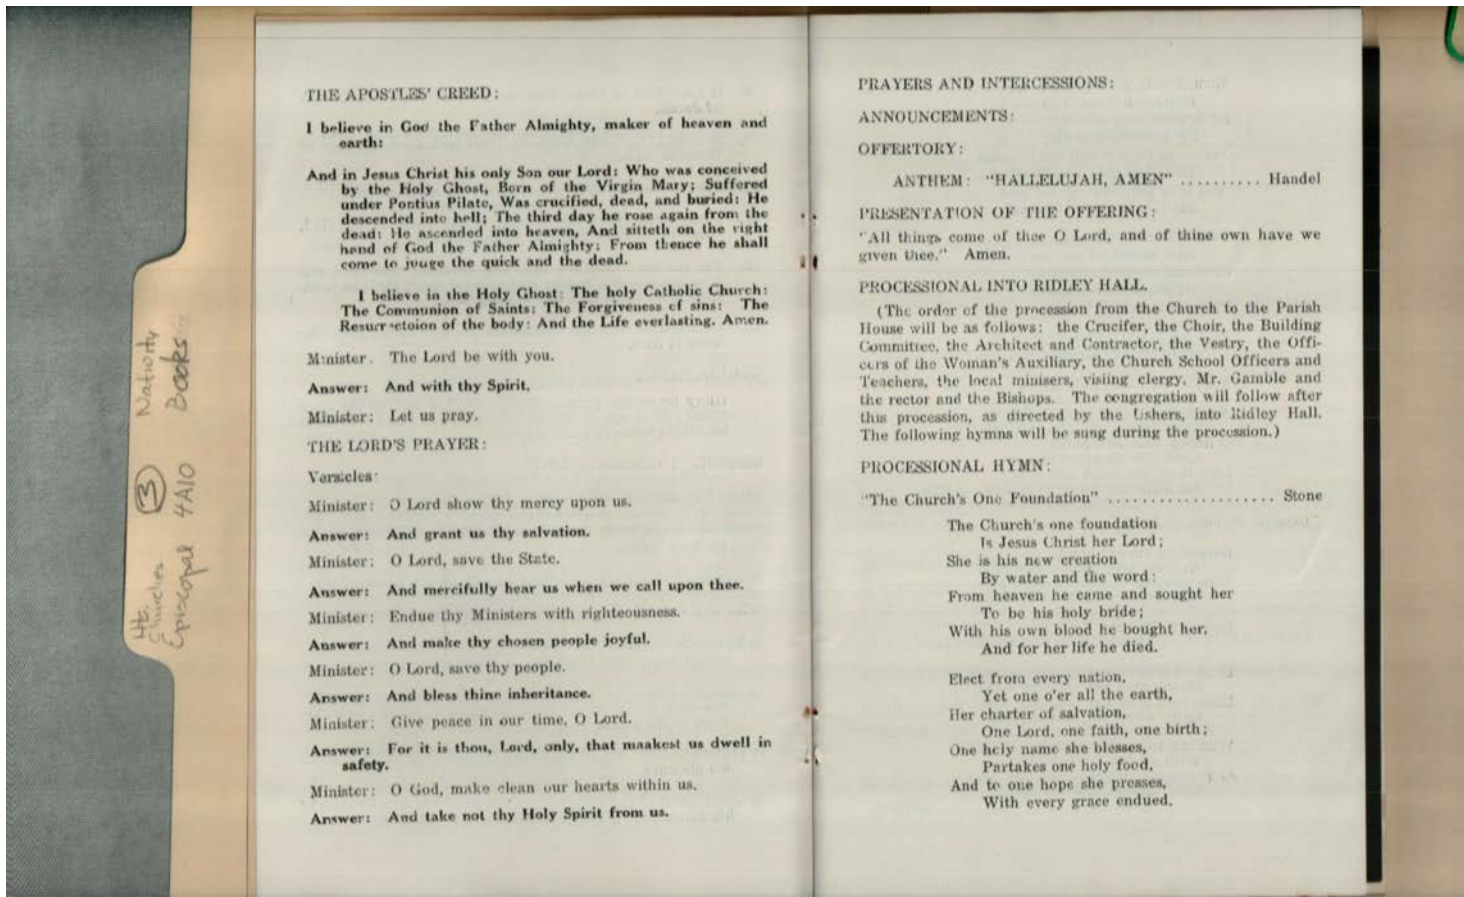 46.
Churches
Episcopal 4A10
3
Nativity
Books
THE APOSTLES' CREED:
I believe in God the Father Almighty, maker of heaven and
earth:
And in Jesus Christ his only Son our Lord: Who was conceived
by the Holy Ghost, Born of the Virgin Mary; Suffered
under Pontius Pilate, Was crucified, dead, and buried: He
descended into hell; The third day he rose again from the
dead: He ascended into heaven, And sitteth on the right
hand of God the Father Almighty: From thence he shall
come to juuge the quick and the dead.
I believe in the Holy Ghost: The holy Catholic Church:
The Communion of Saints: The Forgiveness of sins: The
Resurrectoion of the body: And the Life everlasting. Amen.
Minister. The Lord be with you.
Answer: And with thy Spirit.
Minister: Let us pray.
THE LORD'S PRAYER:
Versicles:
Minister: O Lord show thy mercy upon us.
Answer: And grant us thy salvation.
Minister: O Lord, save the State.
Answer: And mercifully hear us when we call upon thee.
Minister: Endue thy Ministers with righteousness.
Answer: And make thy chosen people joyful.
Minister: O Lord, save thy people.
Answer: And bless thine inheritance.
Minister: Give peace in our time, O Lord.
Answer: For it is thou, Lord, only, that maakest us dwell in
safety.
Minister: O God, make clean our hearts within us.
Answer: And take not thy Holy Spirit from us.
PRAYERS AND INTERCESSIONS:
ANNOUNCEMENTS:
OFFERTORY:
ANTHEM: "HALLELUJAH, AMEN" .......... Handel
PRESENTATION OF THE OFFERING:
"All things come of thee O Lord, and of thine own have we
given thee." Amen.
PROCESSIONAL INTO RIDLEY HALL.
(The order of the procession from the Church to the Parish
House will be as follows: the Crucifer, the Choir, the Building
Committee, the Architect and Contractor, the Vestry, the Offi-
cers of the Woman's Auxiliary, the Church School Officers and
Teachers, the local minisers, visiing clergy. Mr. Gamble and
the rector and the Bishops. The congregation will follow after
this procession, as directed by the Ushers, into Ridley Hall.
The following hymns will be sung during the procession.)
PROCESSIONAL HYMN:
"The Church's One Foundation" .................... Stone
The Church's one foundation
Is Jesus Christ her Lord;
She is his new creation
By water and the word:
From heaven he came and sought her
To be his holy bride;
With his own blood he bought her,
And for her life he died.
Elect from every nation,
Yet one o'er all the earth,
Her charter of salvation,
One Lord, one faith, one birth;
One holy name she blesses,
Partakes one holy food,
And to one hope she presses,
With every grace endued.